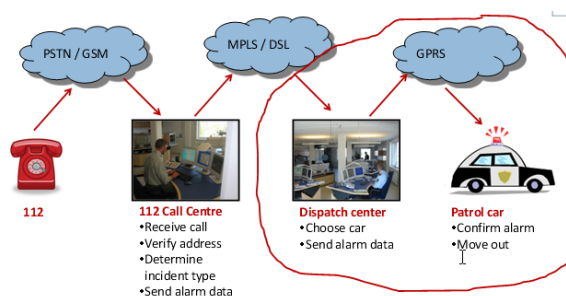 PSTN / GSM
MPLS / DSL
GPRS
112
112 Call Centre
•Receive call
•Verify address
•Determine
incident type
•Send alarm data
Dispatch center
•Choose car
•Send alarm data
Patrol car
•Confirm alarm
•Move out